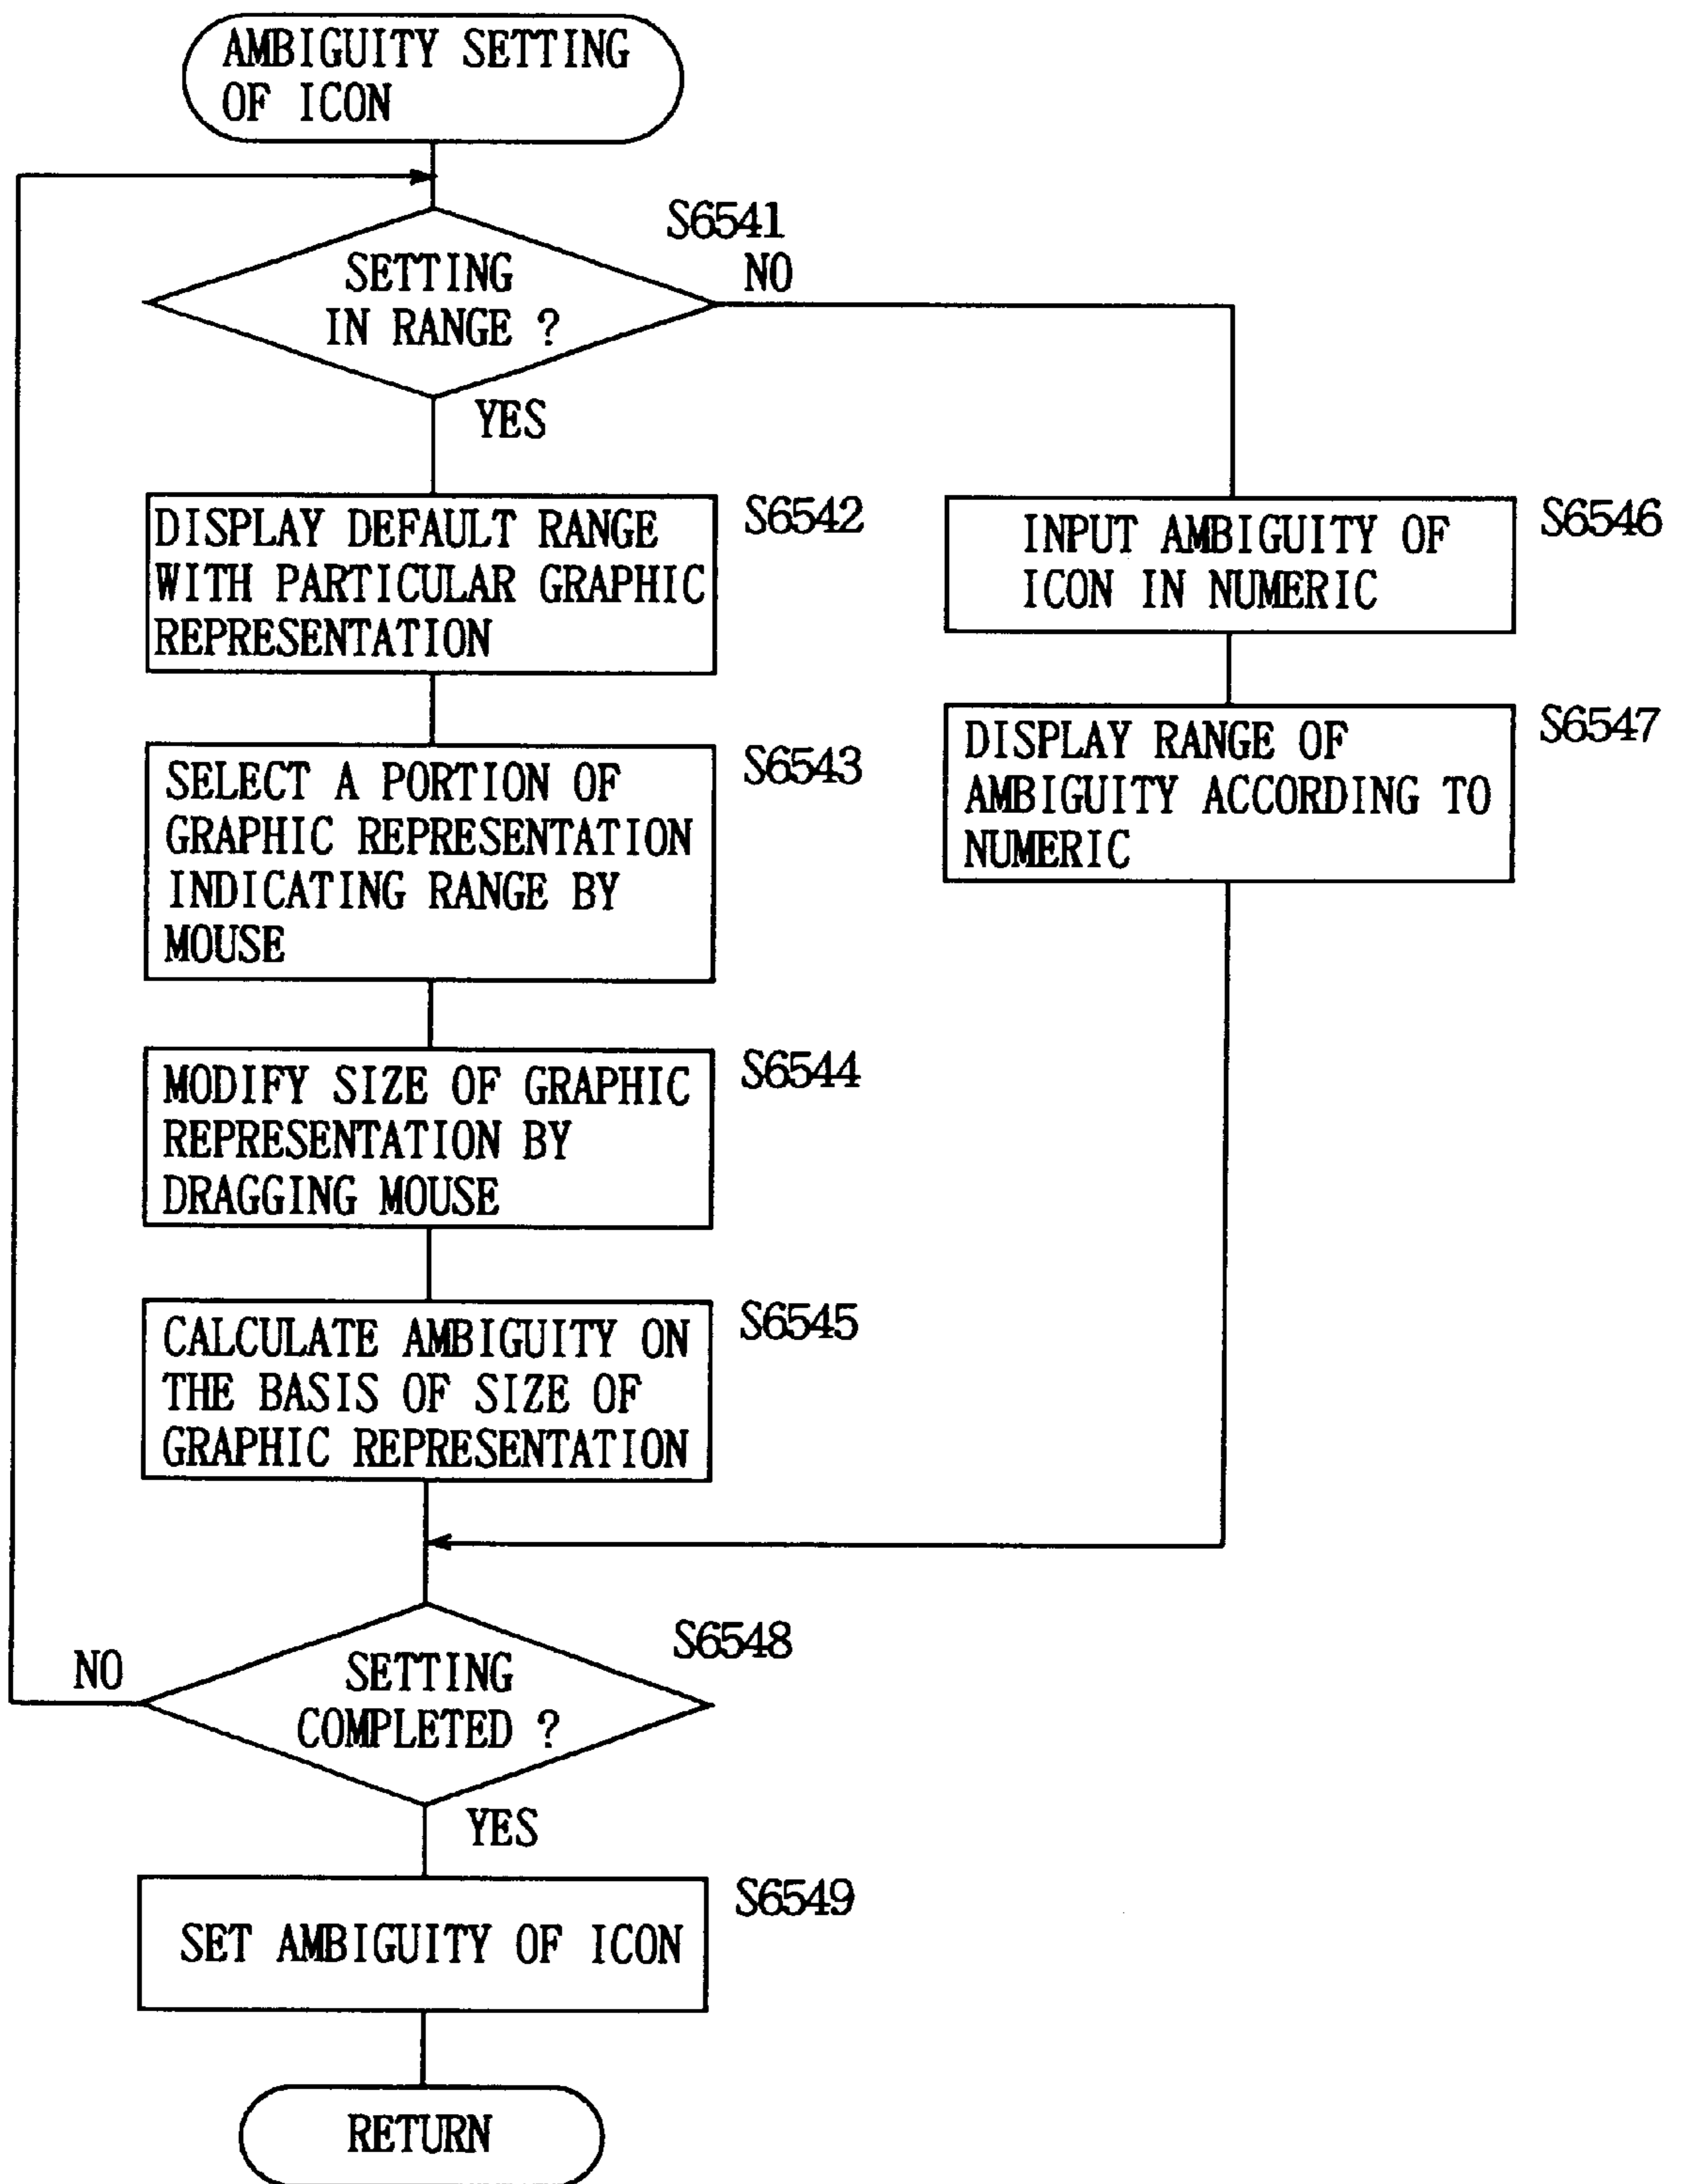 AMBIGUITY SETTING
OF ICON
S6541
SETTING
IN RANGE ?
NO
YES
DISPLAY DEFAULT RANGE
WITH PARTICULAR GRAPHIC
REPRESENTATION
S6542
SELECT A PORTION OF
GRAPHIC REPRESENTATION
INDICATING RANGE BY
MOUSE
S6543
MODIFY SIZE OF GRAPHIC
REPRESENTATION BY
DRAGGING MOUSE
S6544
CALCULATE AMBIGUITY ON
THE BASIS OF SIZE OF
GRAPHIC REPRESENTATION
S6545
INPUT AMBIGUITY OF
ICON IN NUMERIC
S6546
DISPLAY RANGE OF
AMBIGUITY ACCORDING TO
NUMERIC
S6547
S6548
NO
SETTING
COMPLETED ?
YES
SET AMBIGUITY OF ICON
S6549
RETURN